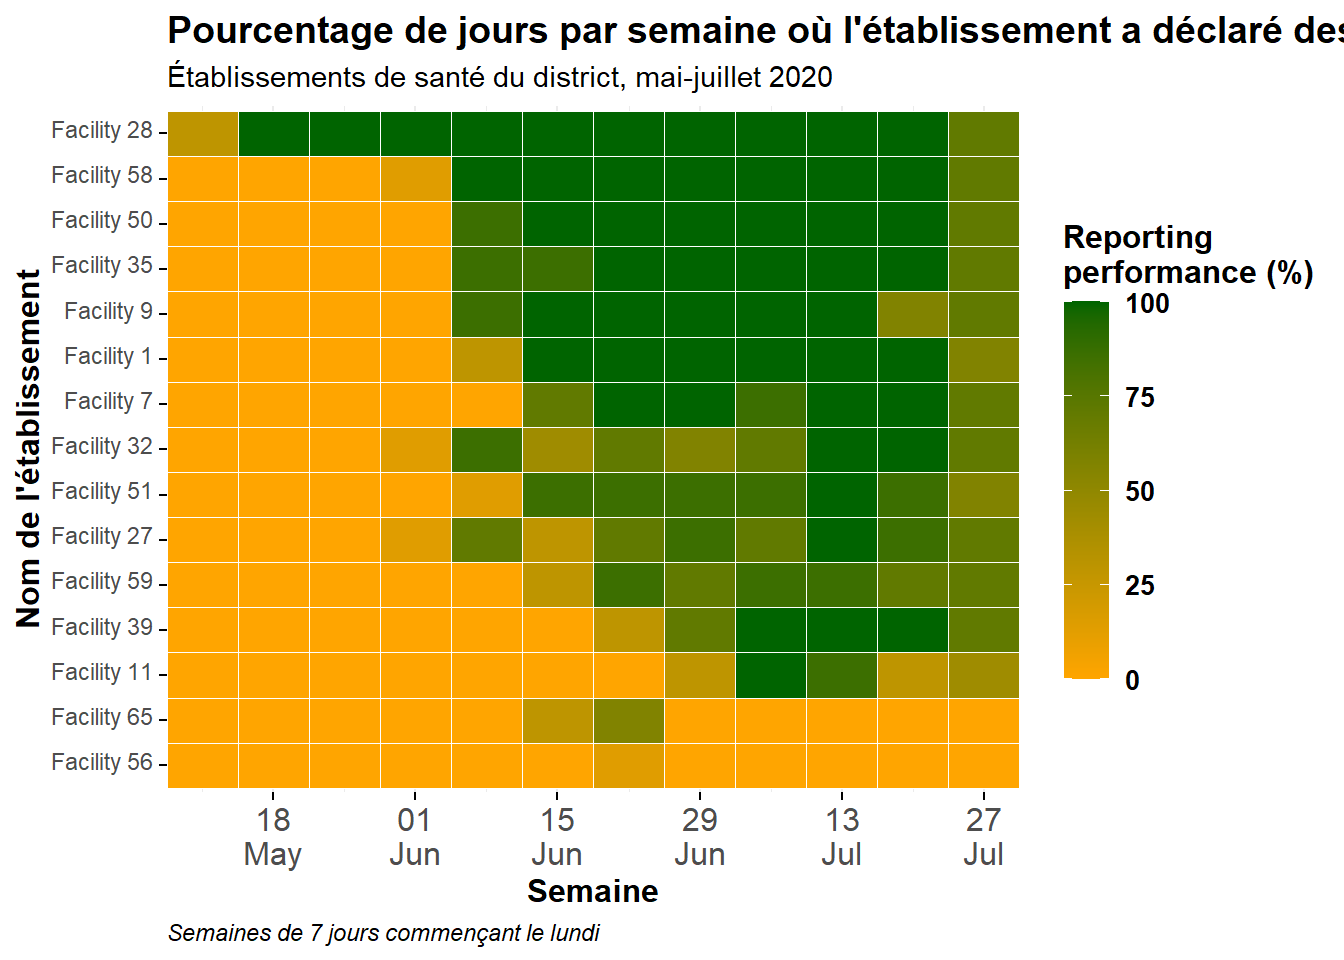 Pourcentage de jours par semaine où l'établissement a déclaré des
Établissements de santé du district, mai-juillet 2020
Nom de l'établissement
Facility 28
Facility 58
Facility 50
Facility 35
Facility 9
Facility 1
Facility 7
Facility 32
Facility 51
Facility 27
Facility 59
Facility 39
Facility 11
Facility 65
Facility 56
18 May
01 Jun
15 Jun
29 Jun
13 Jul
27 Jul
Semaine
Semaines de 7 jours commençant le lundi
Reporting
performance (%)
100
75
50
25
0